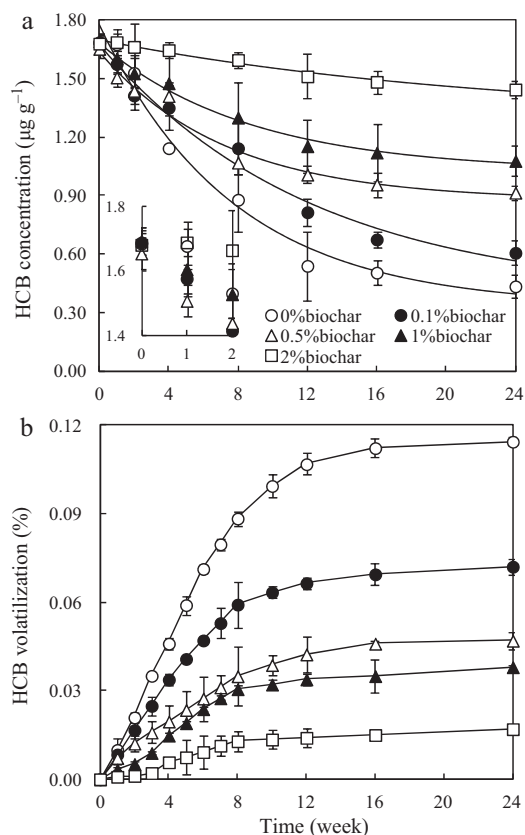 a
1.80
1.50
1.20
0.90
0.60
0.30
0.00
HCB concentration (µg g⁻¹)
1.8
1.6
1.4
0 1 2
0%biochar 0.1%biochar
0.5%biochar 1%biochar
2%biochar
0 4 8 12 16 20 24
b
0.12
0.09
0.06
0.03
0.00
HCB volatilization (%)
0 4 8 12 16 20 24
Time (week)